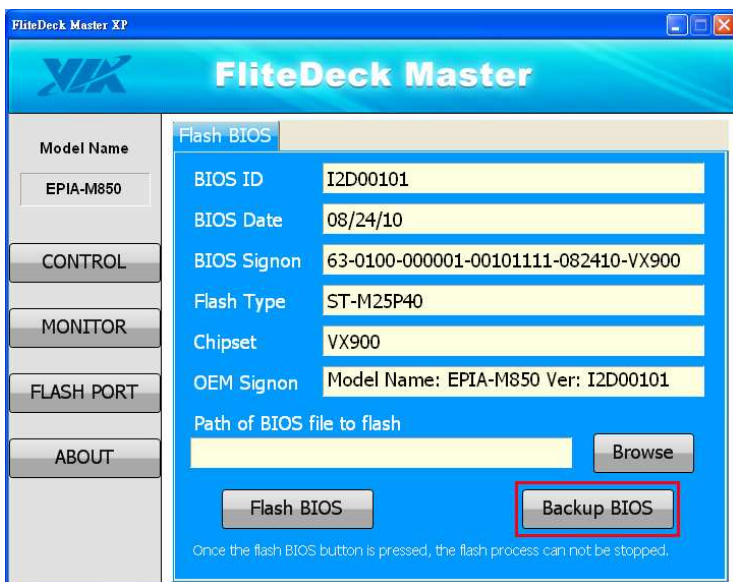 FliteDeck Master XP
VIA
FliteDeck Master
Model Name
EPIA-M850
CONTROL
MONITOR
FLASH PORT
ABOUT
Flash BIOS
BIOS ID I2D00101
BIOS Date 08/24/10
BIOS Signon 63-0100-000001-00101111-082410-VX900
Flash Type ST-M25P40
Chipset VX900
OEM Signon Model Name: EPIA-M850 Ver: I2D00101
Path of BIOS file to flash
Browse
Flash BIOS Backup BIOS
Once the flash BIOS button is pressed, the flash process can not be stopped.